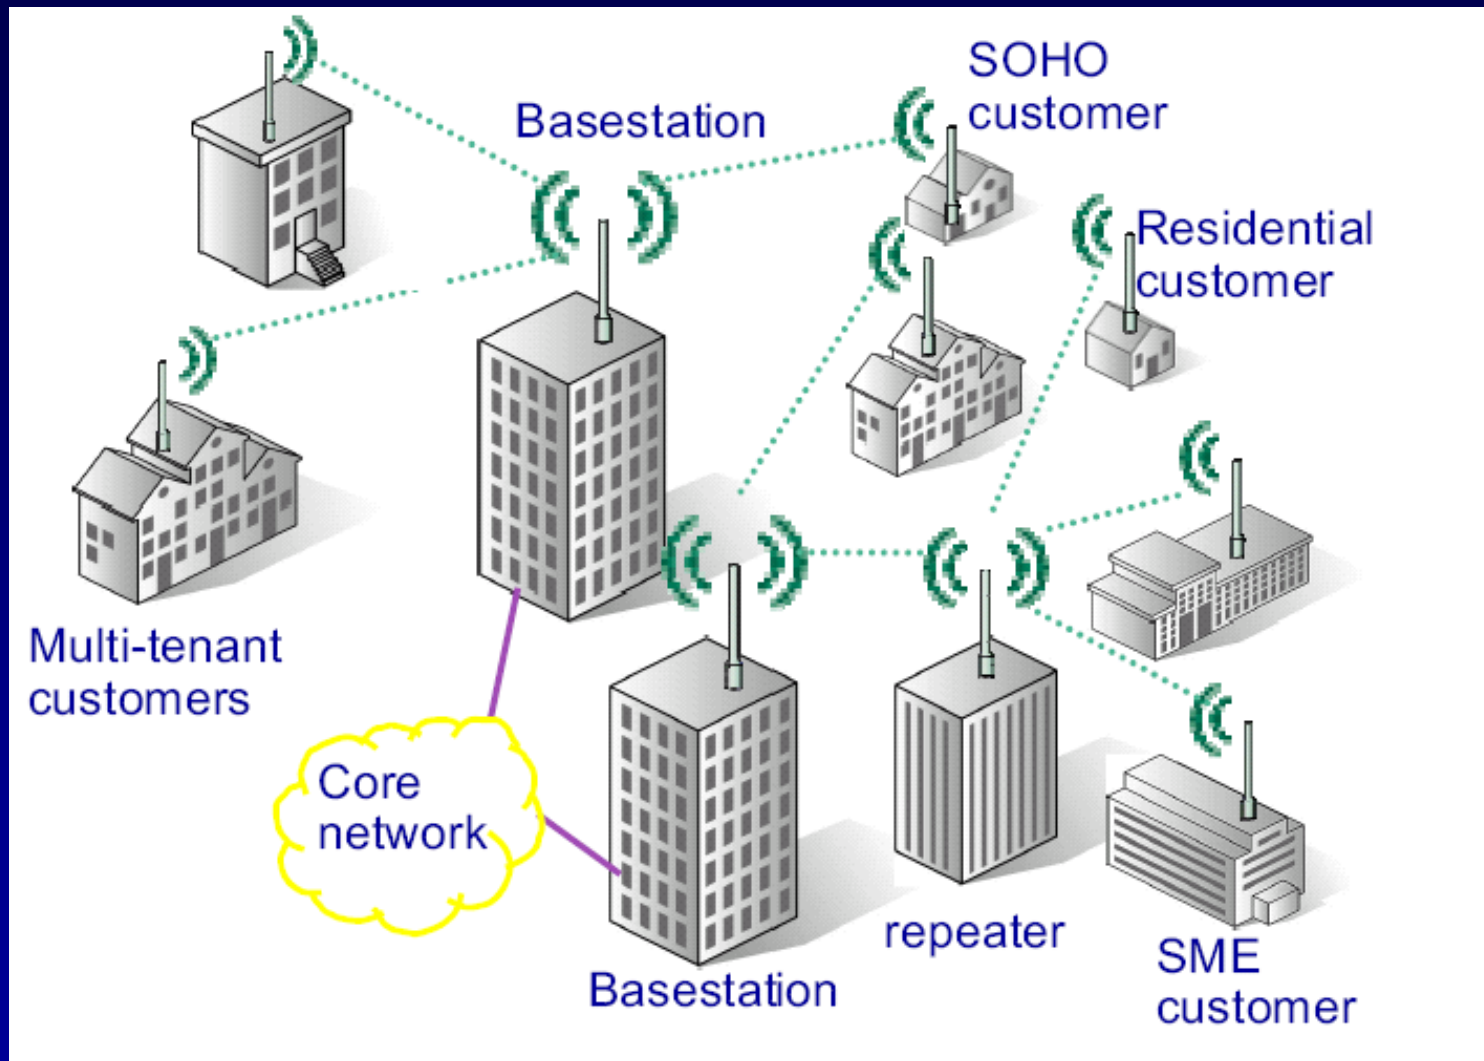 SOHO
customer
Basestation
Residential
customer
Multi-tenant
customers
Core
network
repeater
Basestation
SME
customer